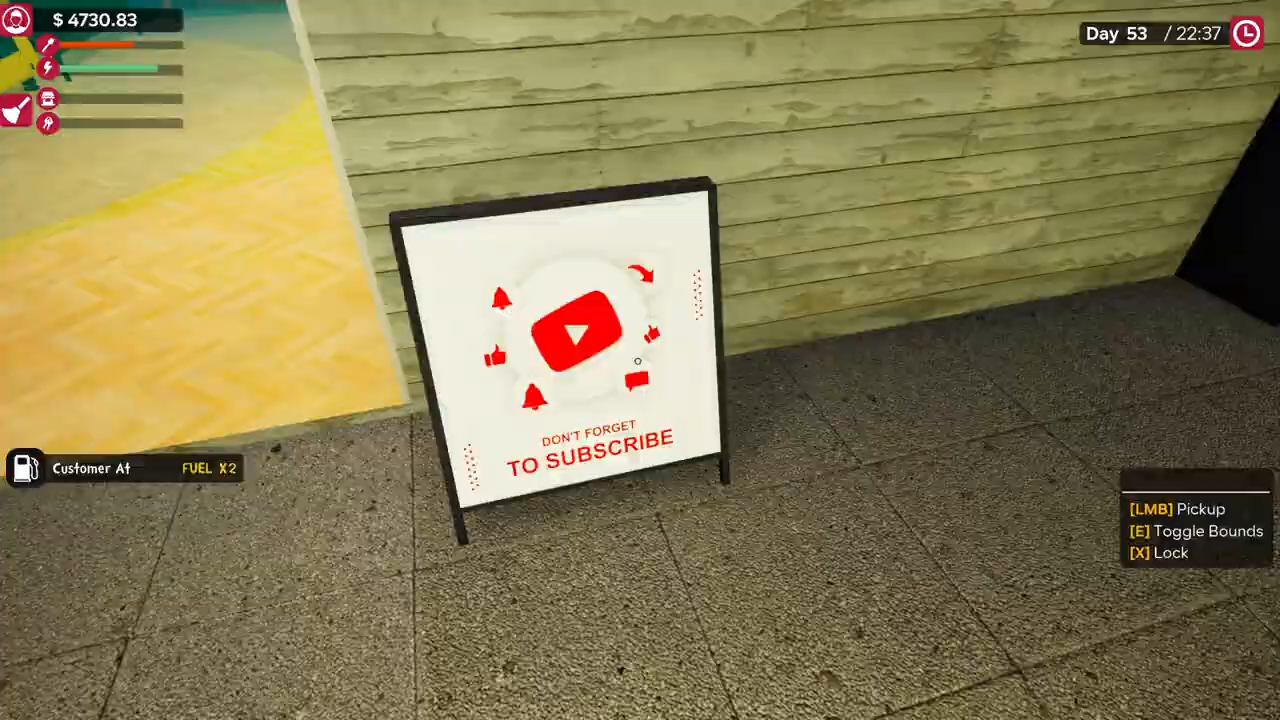 $ 4730.83
Day 53 / 22:37
DON'T FORGET
TO SUBSCRIBE
Customer At FUEL X2
[LMB] Pickup
[E] Toggle Bounds
[X] Lock